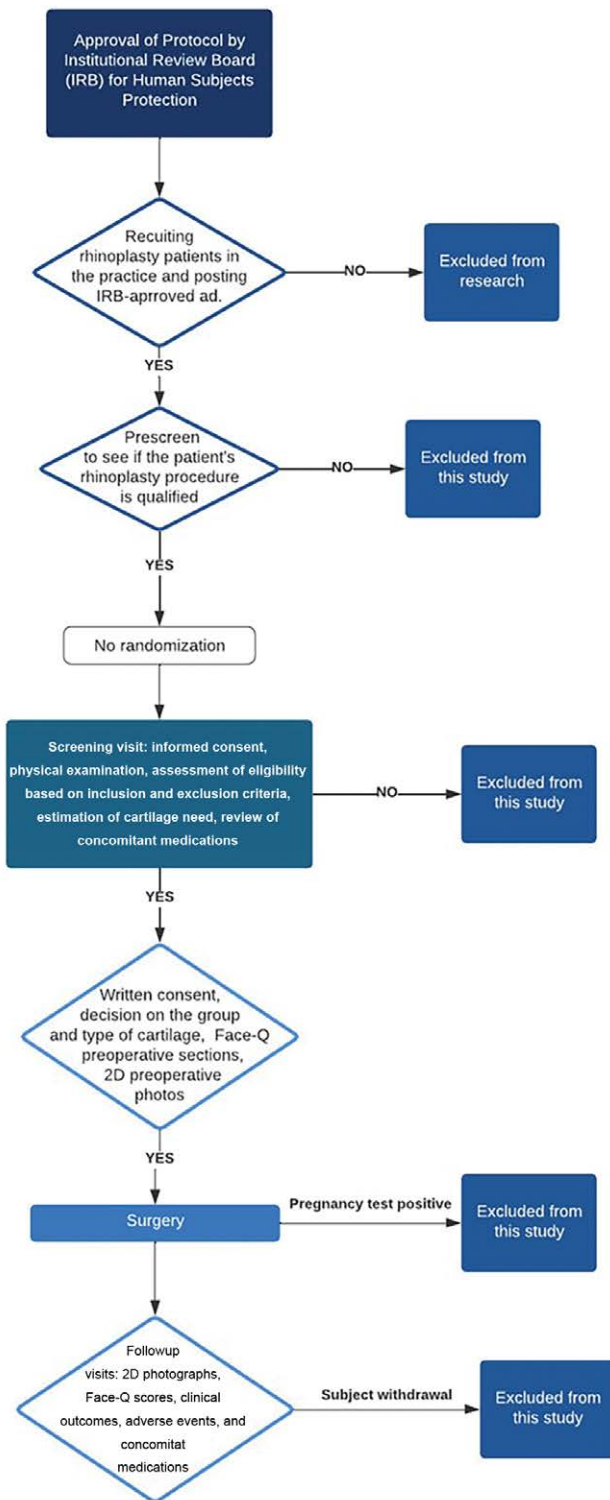 Approval of Protocol by
Institutional Review Board
(IRB) for Human Subjects
Protection
Recuiting
rhinoplasty patients in
the practice and posting
IRB-aprroved ad.
NO
Excluded from
research
YES
Prescreen
to see if the patient's
rhinoplasty procedure
is qualified
NO
Excluded from
this study
YES
No randomization
Screening visit: informed consent,
physical examination, assessment of eligibility
based on inclusion and exclusion criteria,
estimation of cartilage need, review of
concomitant medications
NO
Excluded from
this study
YES
Written consent,
decision on the group
and type of cartilage, Face-Q
preoperative sections,
2D preoperative
photos
YES
Surgery
Pregnancy test positive
Excluded from
this study
Followup
visits: 2D photographs,
Face-Q scores, clinical
outcomes, adverse events, and
concomitat
medications
Subject withdrawal
Excluded from
this study